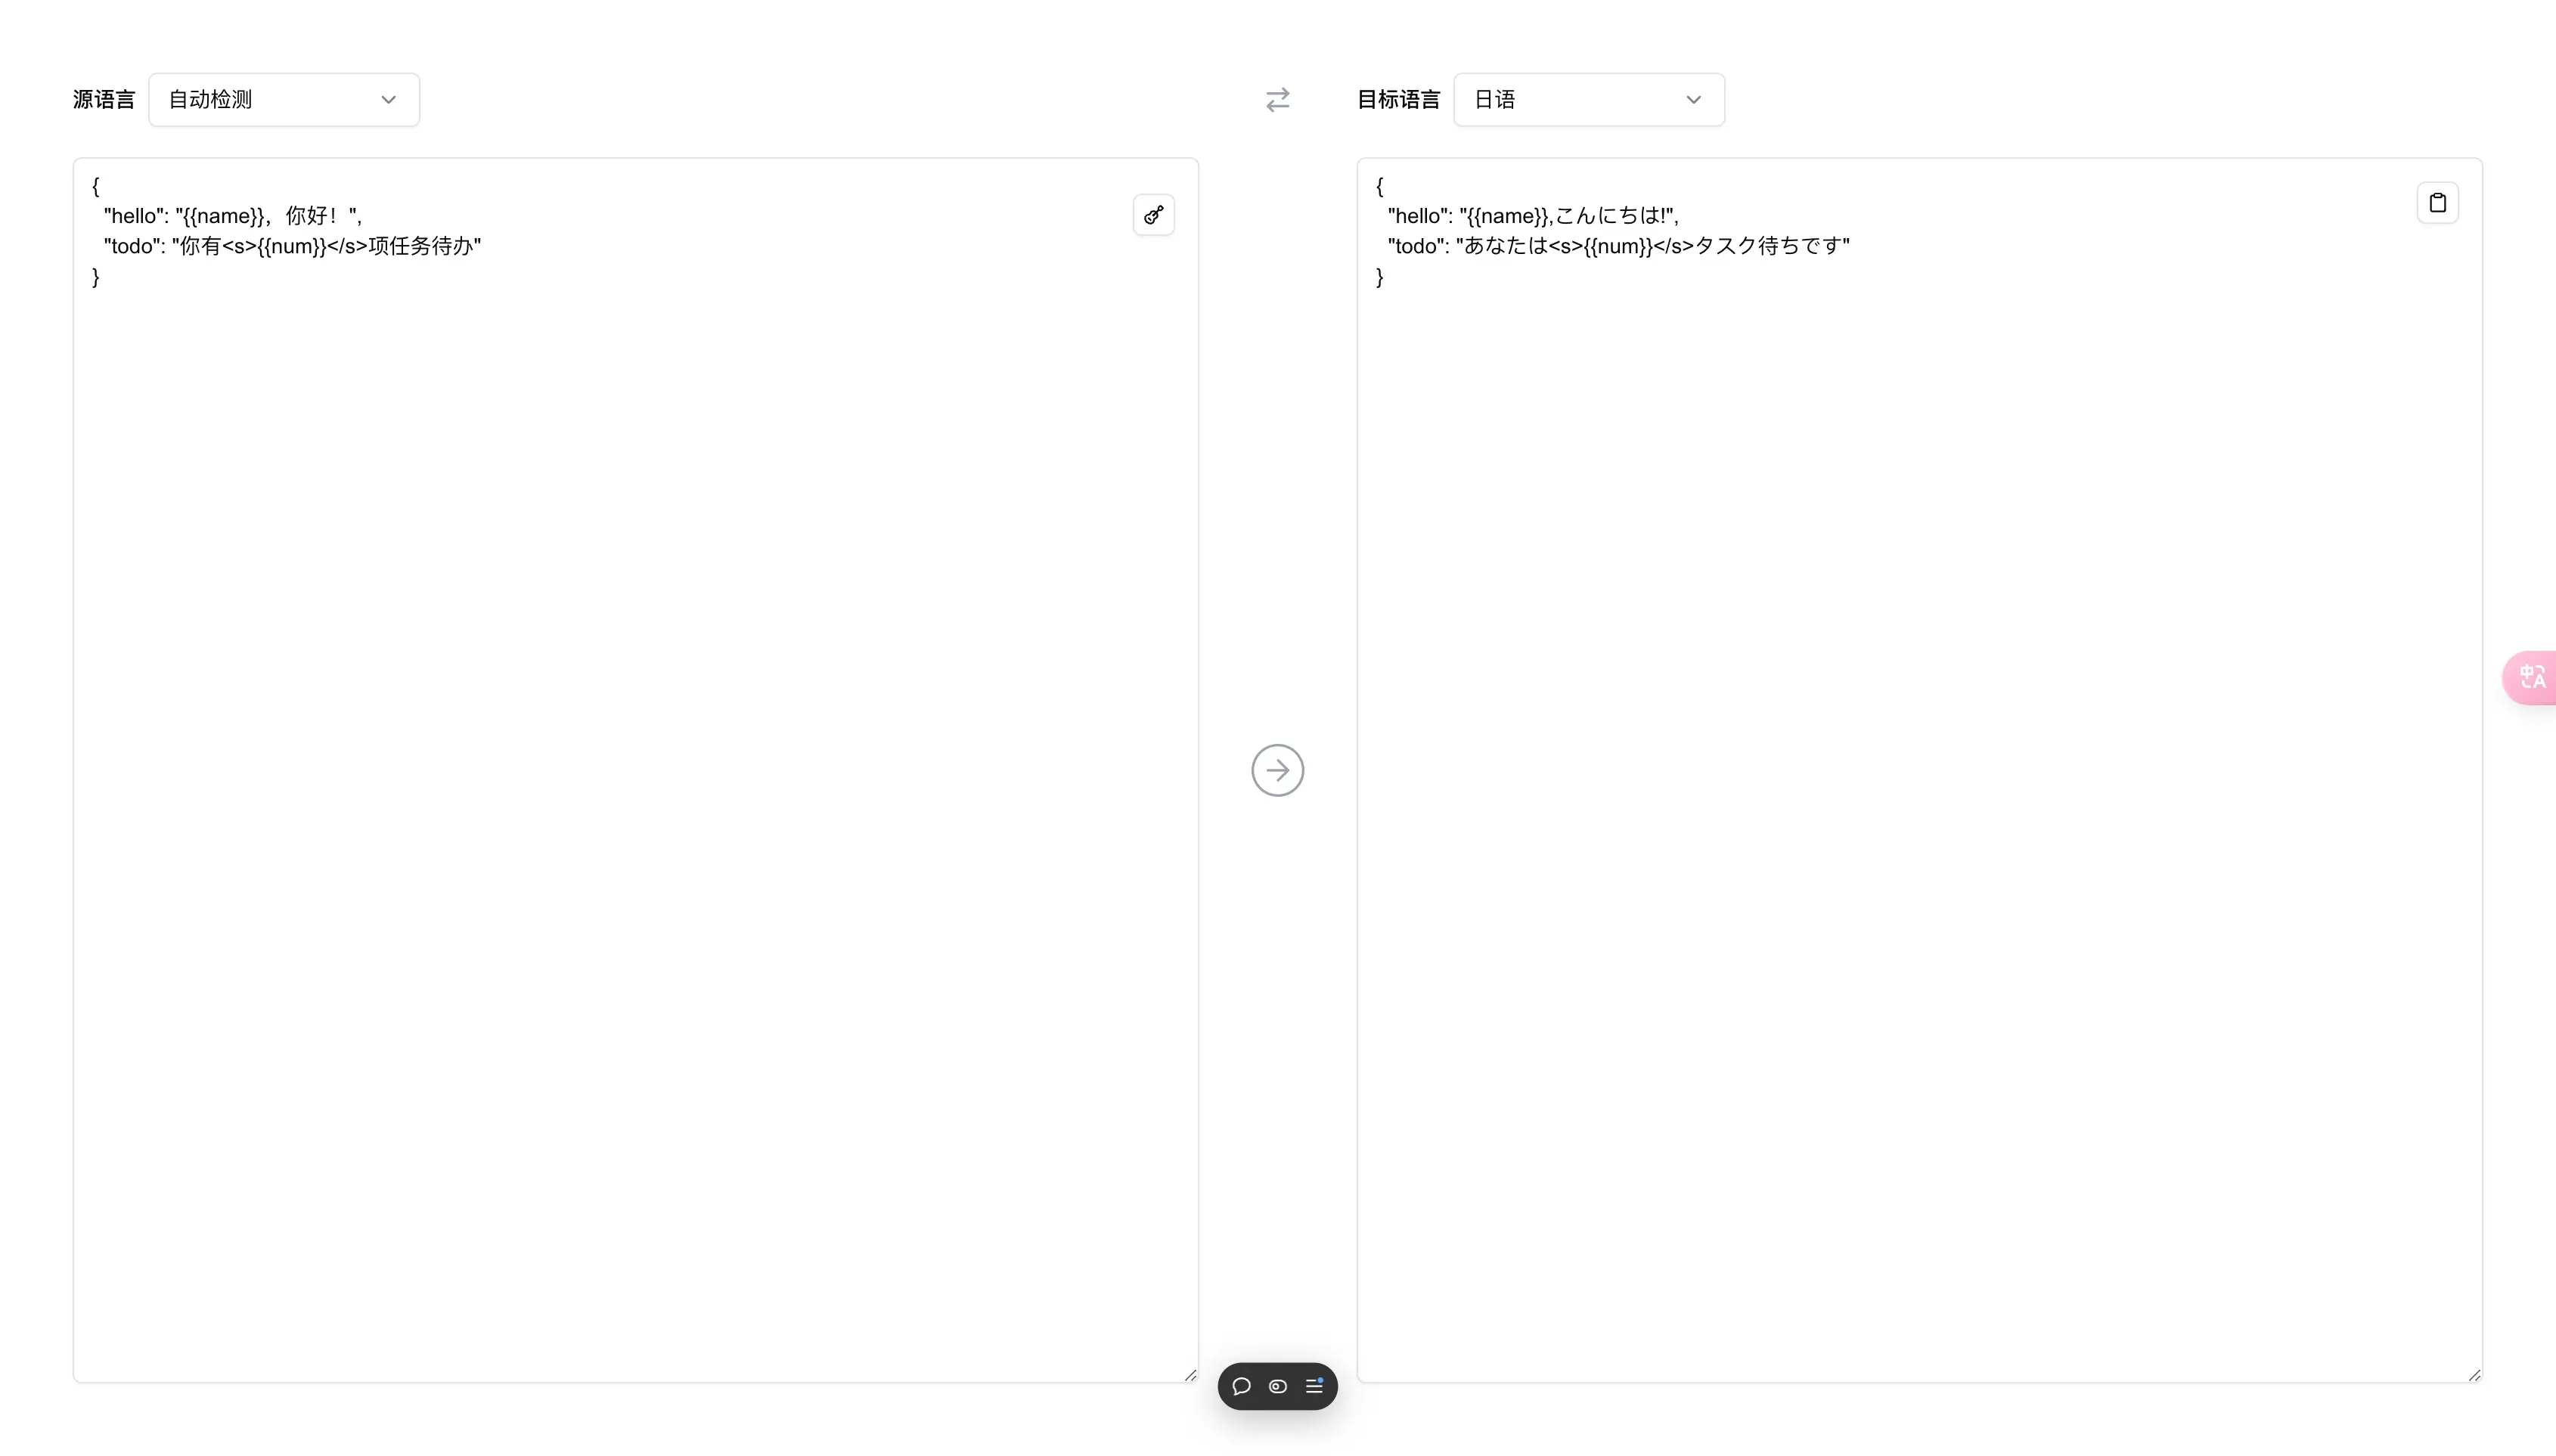 源语言 自动检测
目标语言 日语
{
  "hello": "{{name}}，你好！",
  "todo": "你有<s>{{num}}</s>项任务待办"
}
{
  "hello": "{{name}},こんにちは!",
  "todo": "あなたは<s>{{num}}</s>タスク待ちです"
}
中A